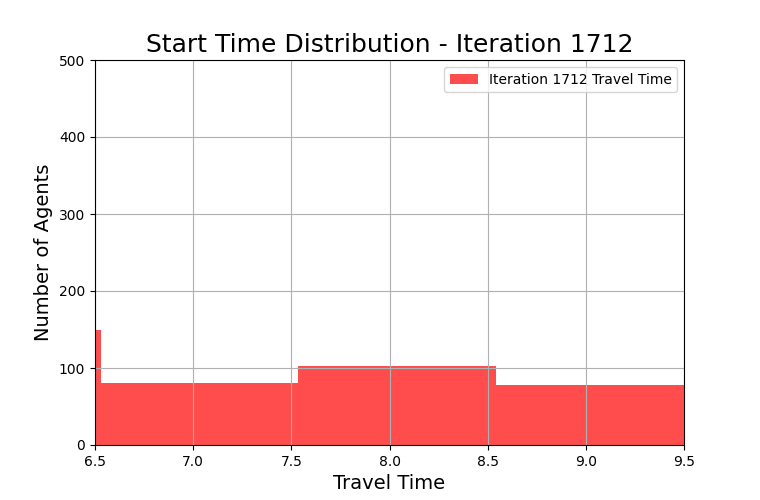 Start Time Distribution - Iteration 1712
500
400
300
200
100
0
Number of Agents
Iteration 1712 Travel Time
6.5 7.0 7.5 8.0 8.5 9.0 9.5
Travel Time